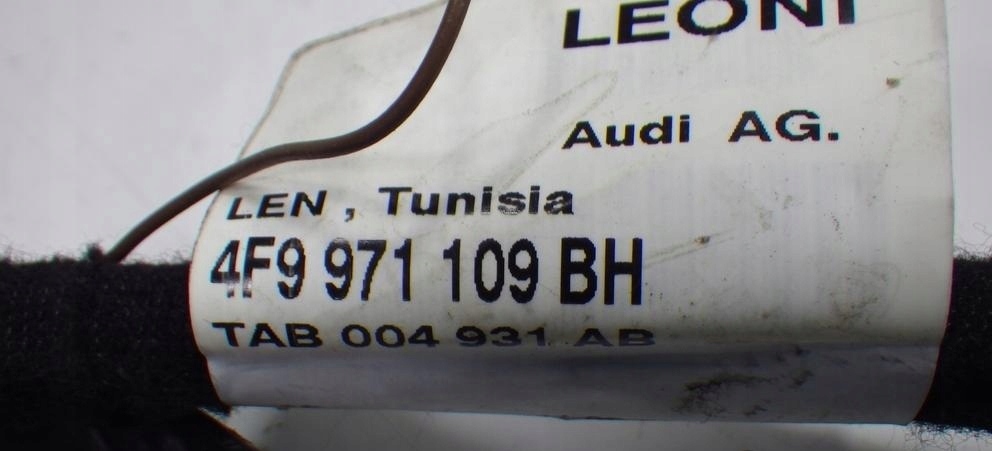 LEONI
Audi AG.
LEN , Tunisia
4F9 971 109 BH
TAB 004 931 AB